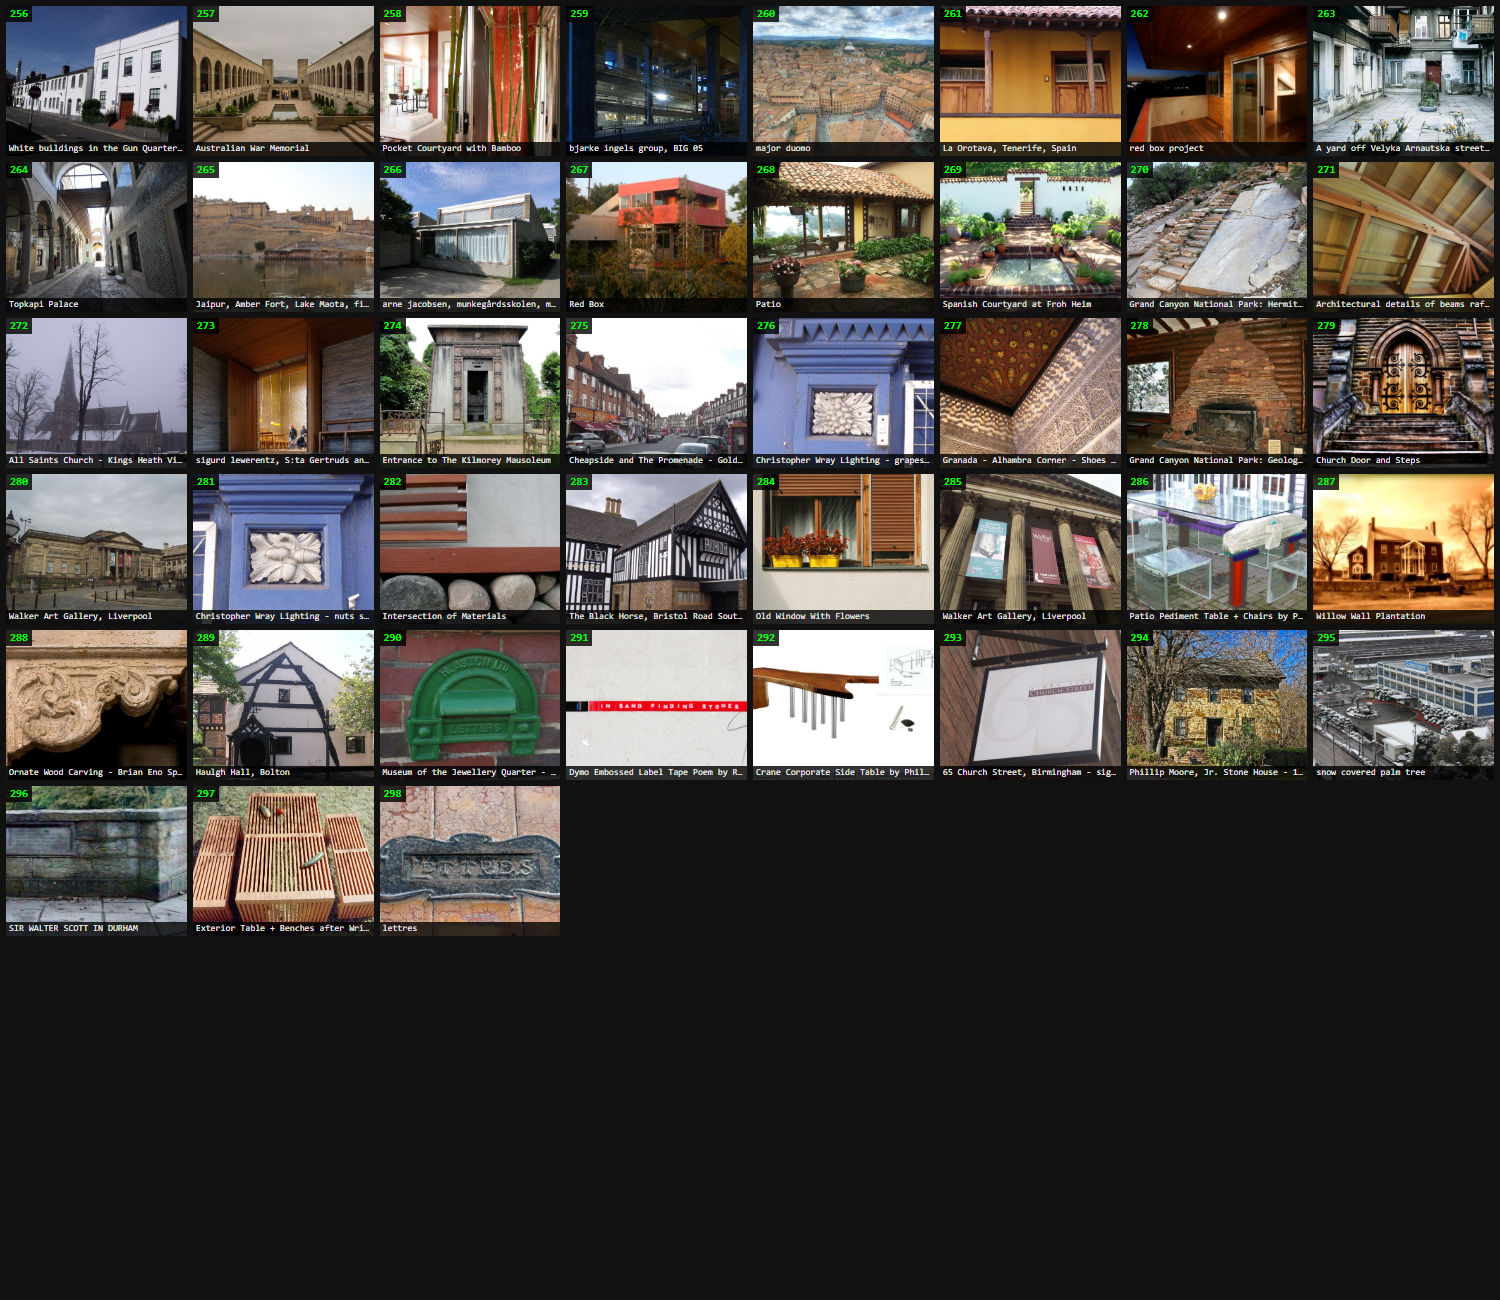 256
White buildings in the Gun Quarter…
257
Australian War Memorial
258
Pocket Courtyard with Bamboo
259
bjarke ingels group, BIG 05
260
major duomo
261
La Orotava, Tenerife, Spain
262
red box project
263
A yard off Velyka Arnautska street…
264
Topkapi Palace
265
Jaipur, Amber Fort, Lake Maota, fi…
266
arne jacobsen, munkegårdsskolen, m…
267
Red Box
268
Patio
269
Spanish Courtyard at Froh Heim
270
Grand Canyon National Park: Hermit…
271
Architectural details of beams raf…
272
All Saints Church - Kings Heath Vi…
273
sigurd lewerentz, S:ta Gertruds an…
274
Entrance to The Kilmorey Mausoleum
275
Cheapside and The Promenade - Gold…
276
Christopher Wray Lighting - grapes…
277
Granada - Alhambra Corner - Shoes …
278
Grand Canyon National Park: Geolog…
279
Church Door and Steps
280
Walker Art Gallery, Liverpool
281
Christopher Wray Lighting - nuts s…
282
Intersection of Materials
283
The Black Horse, Bristol Road Sout…
284
Old Window With Flowers
285
Walker Art Gallery, Liverpool
286
Patio Pediment Table + Chairs by P…
287
Willow Wall Plantation
288
Ornate Wood Carving - Brian Eno Sp…
289
Haulgh Hall, Bolton
290
LETTERS
Museum of the Jewellery Quarter - …
291
IN SAND FINDING STONES
Dymo Embossed Label Tape Poem by R…
292
Crane Corporate Side Table by Phil…
293
65
CHURCH STREET
65 Church Street, Birmingham - sig…
294
Phillip Moore, Jr. Stone House - 1…
295
snow covered palm tree
296
SIR WALTER SCOTT IN DURHAM
297
Exterior Table + Benches after Wri…
298
LETTRES
lettres